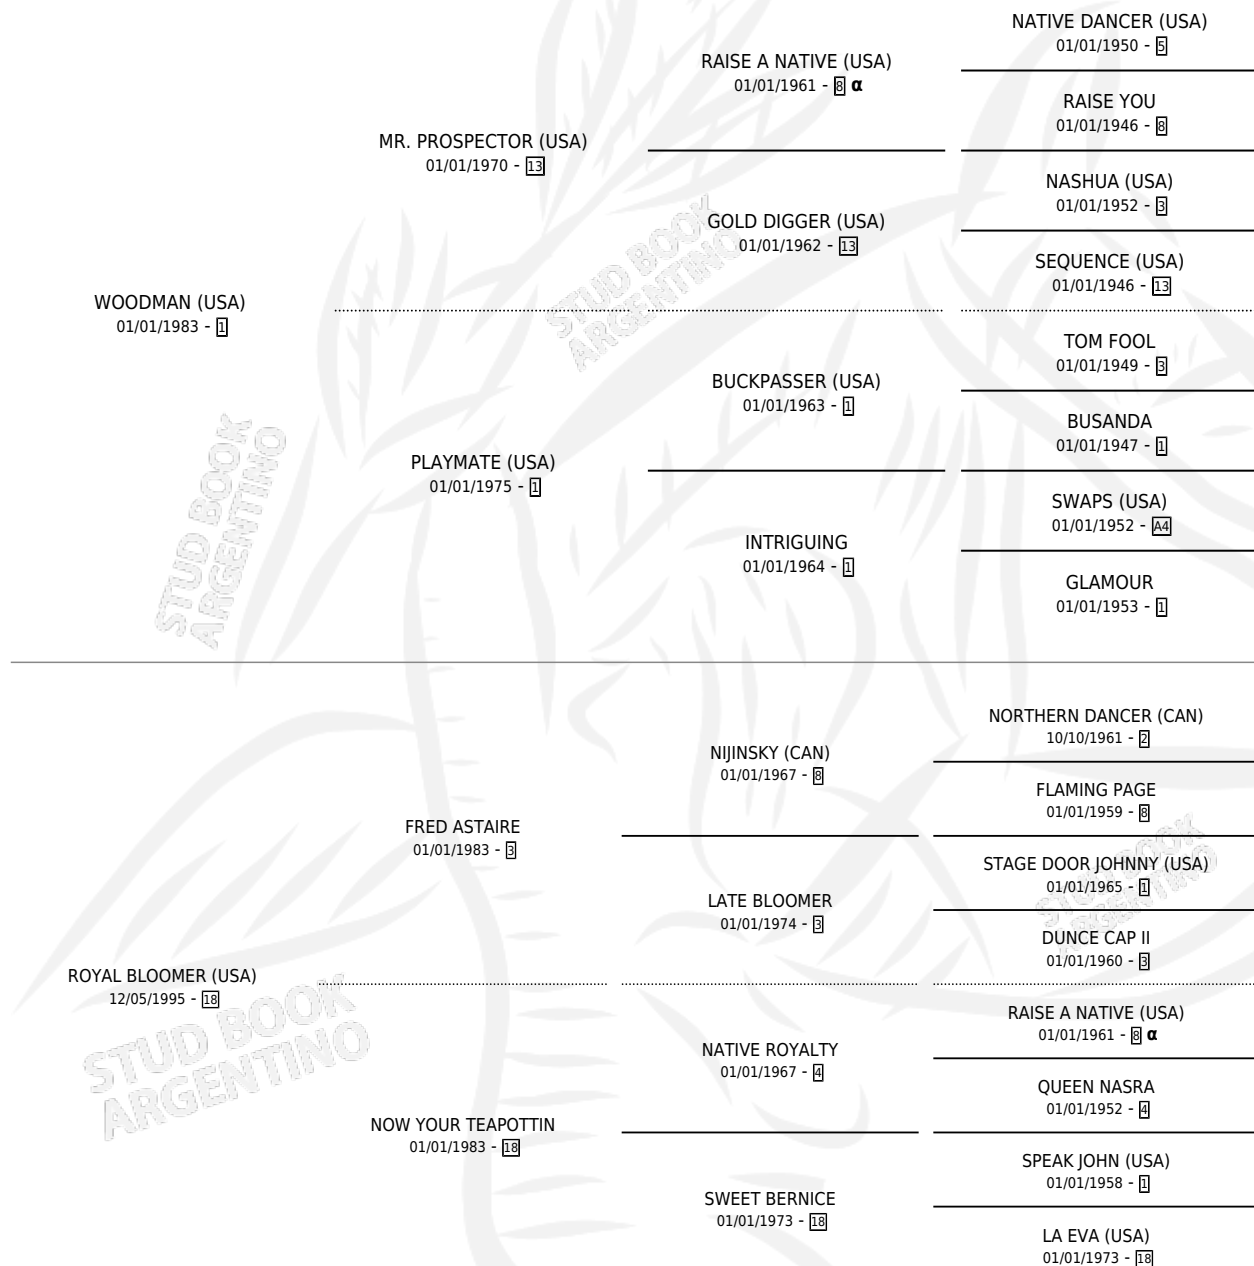 NATIVE DANCER (USA)
01/01/1950 - 5
RAISE A NATIVE (USA)
01/01/1961 - 8 α
RAISE YOU
01/01/1946 - 8
MR. PROSPECTOR (USA)
01/01/1970 - 13
NASHUA (USA)
01/01/1952 - 3
GOLD DIGGER (USA)
01/01/1962 - 13
SEQUENCE (USA)
01/01/1946 - 13
STUD BOOK
ARGENTINO
WOODMAN (USA)
01/01/1983 - 1
TOM FOOL
01/01/1949 - 3
BUCKPASSER (USA)
01/01/1963 - 1
BUSANDA
01/01/1947 - 1
PLAYMATE (USA)
01/01/1975 - 1
SWAPS (USA)
01/01/1952 - A4
INTRIGUING
01/01/1964 - 1
GLAMOUR
01/01/1953 - 1
STUD BOOK
ARGENTINO
NORTHERN DANCER (CAN)
10/10/1961 - 2
NIJINSKY (CAN)
01/01/1967 - 8
FLAMING PAGE
01/01/1959 - 8
FRED ASTAIRE
01/01/1983 - 3
STAGE DOOR JOHNNY (USA)
01/01/1965 - 1
STUD BOOK
ARGENTINO
LATE BLOOMER
01/01/1974 - 3
DUNCE CAP II
01/01/1960 - 3
ROYAL BLOOMER (USA)
12/05/1995 - 18
STUD BOOK
ARGENTINO
RAISE A NATIVE (USA)
01/01/1961 - 8 α
NATIVE ROYALTY
01/01/1967 - 4
QUEEN NASRA
01/01/1952 - 4
NOW YOUR TEAPOTTIN
01/01/1983 - 18
SPEAK JOHN (USA)
01/01/1958 - 1
SWEET BERNICE
01/01/1973 - 18
LA EVA (USA)
01/01/1973 - 18